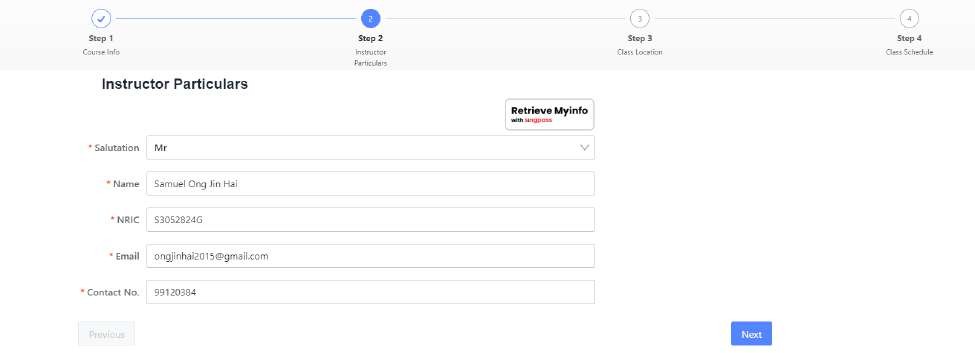 2 3 4
Step 1 Step 2 Step 3 Step 4
Course Info Instructor Class Location Class Schedule
Particulars
Instructor Particulars
Retrieve Myinfo
with singpass
* Salutation Mr
* Name Samuel Ong Jin Hai
* NRIC S3052824G
* Email ongjinhai2015@gmail.com
* Contact No. 99120384
Previous Next